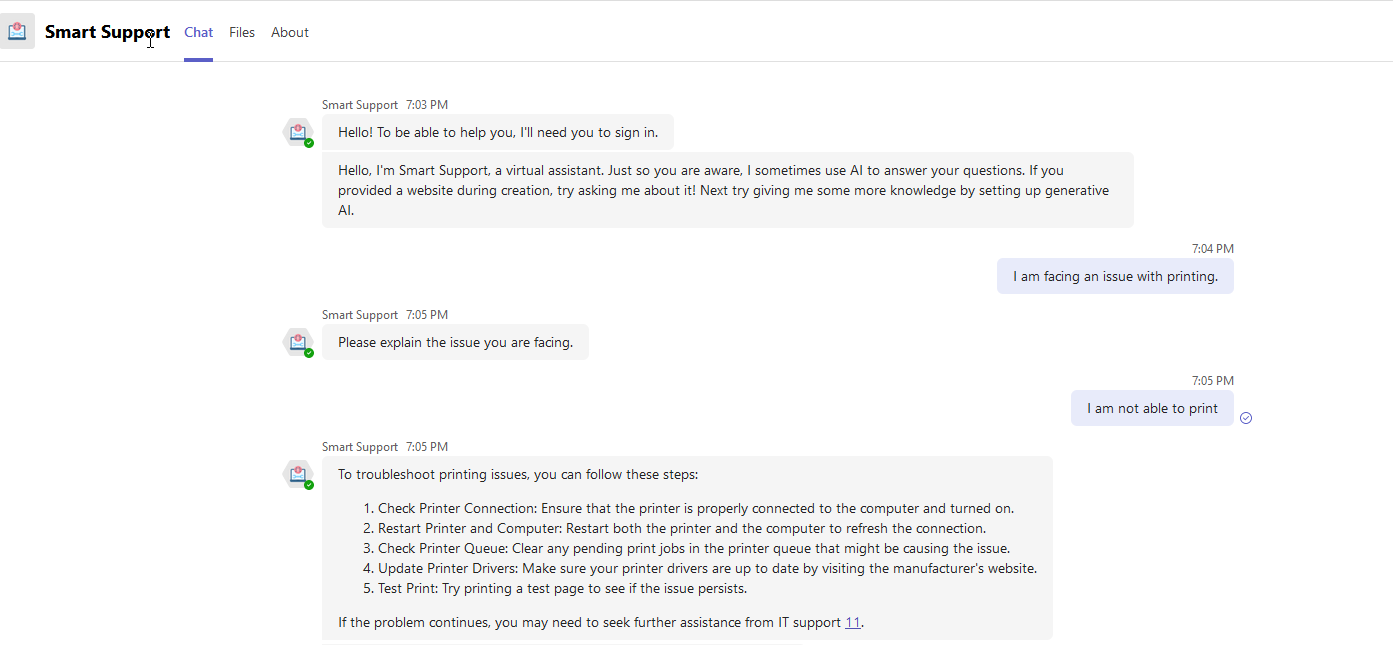 Smart Support Chat Files About
Smart Support 7:03 PM
Hello! To be able to help you, I'll need you to sign in.
Hello, I'm Smart Support, a virtual assistant. Just so you are aware, I sometimes use AI to answer your questions. If you
provided a website during creation, try asking me about it! Next try giving me some more knowledge by setting up generative
AI.
7:04 PM
I am facing an issue with printing.
Smart Support 7:05 PM
Please explain the issue you are facing.
7:05 PM
I am not able to print
Smart Support 7:05 PM
To troubleshoot printing issues, you can follow these steps:
1. Check Printer Connection: Ensure that the printer is properly connected to the computer and turned on.
2. Restart Printer and Computer: Restart both the printer and the computer to refresh the connection.
3. Check Printer Queue: Clear any pending print jobs in the printer queue that might be causing the issue.
4. Update Printer Drivers: Make sure your printer drivers are up to date by visiting the manufacturer's website.
5. Test Print: Try printing a test page to see if the issue persists.
If the problem continues, you may need to seek further assistance from IT support 11.